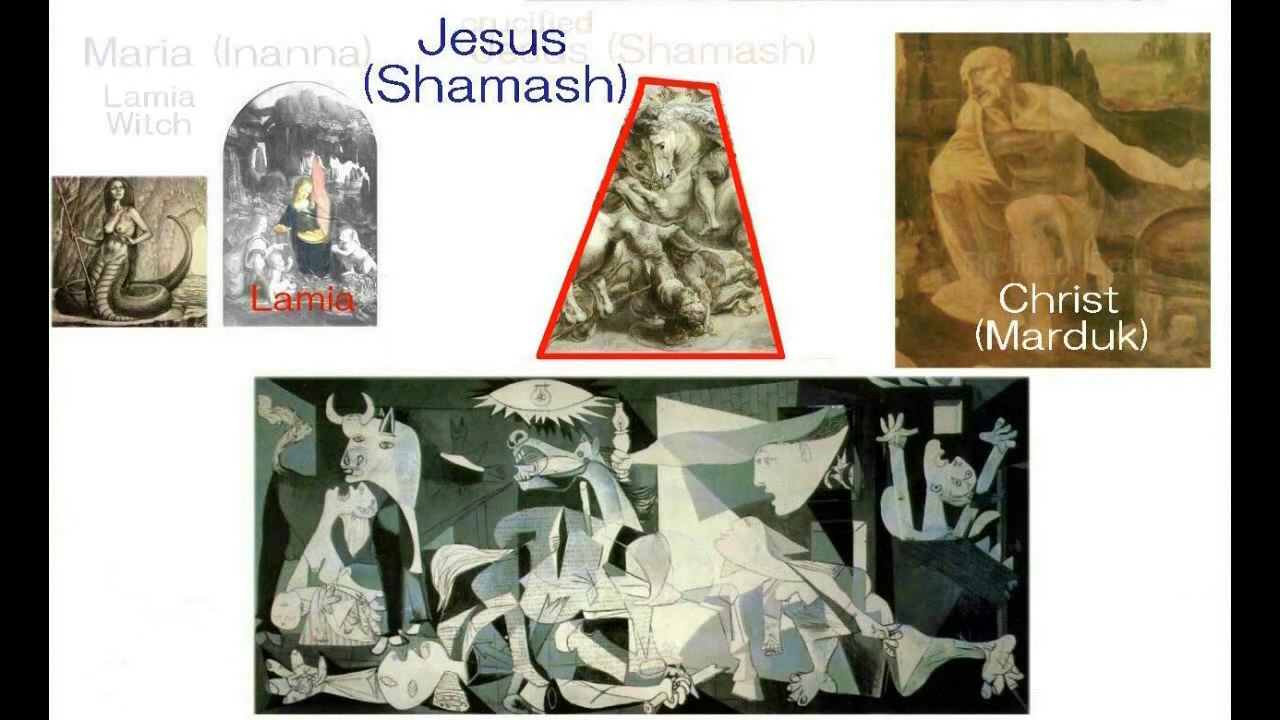 crucified
Jesus
Maria (Inanna)
Jesus (Shamash)
(Shamash)
Lamia
Witch
Lamia
Christ
(Marduk)